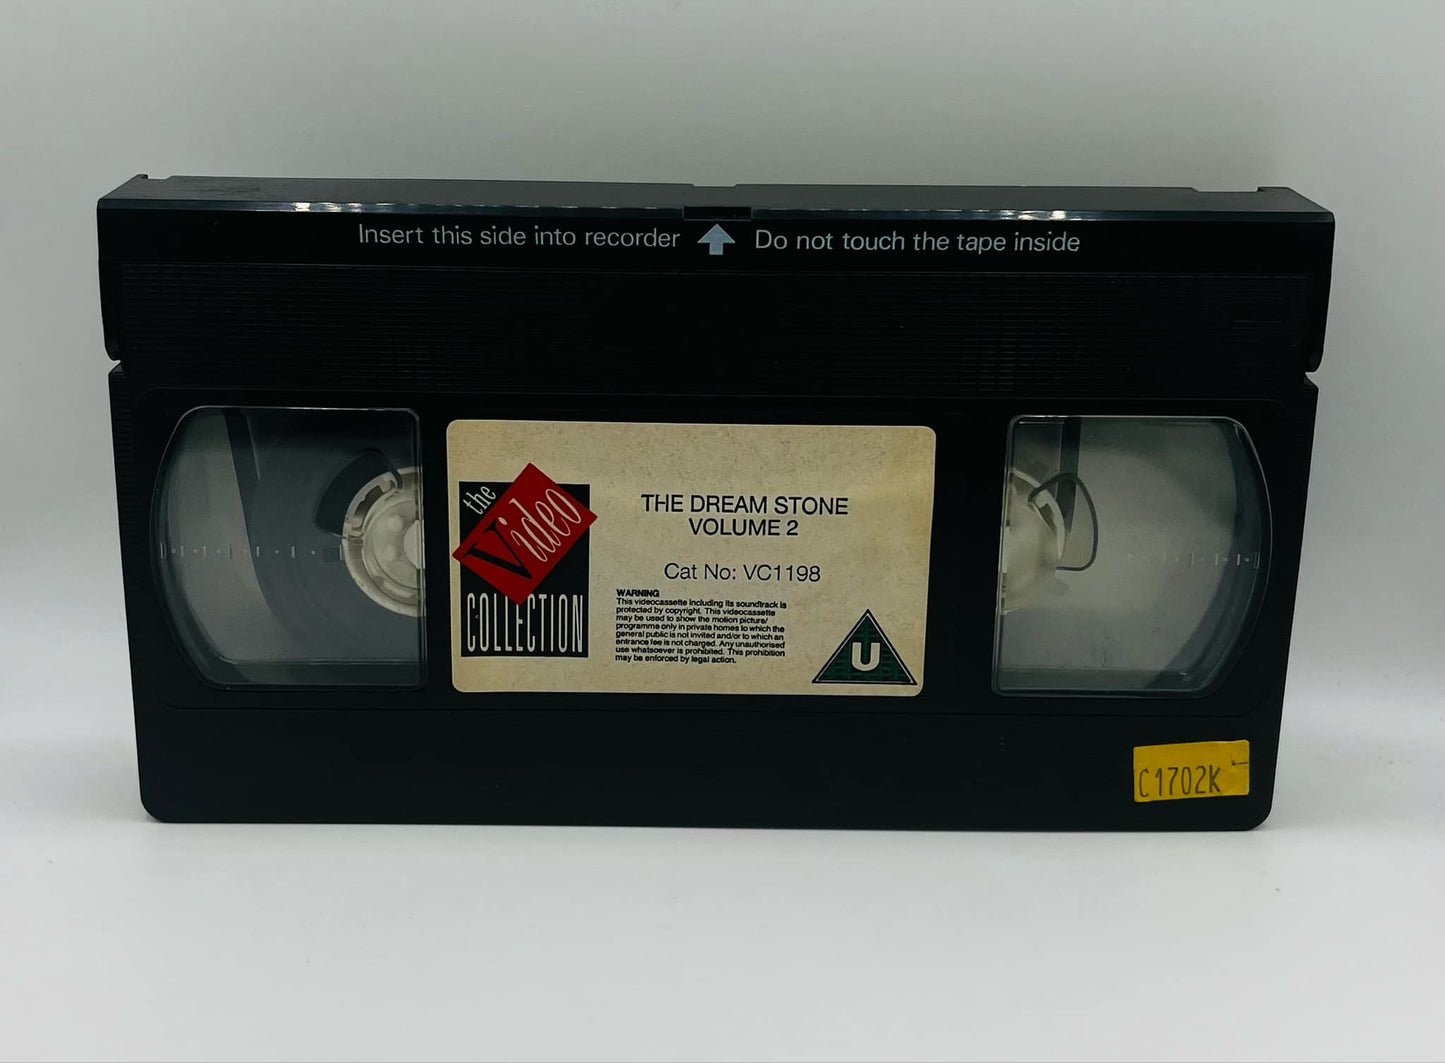 Insert this side into recorder Do not touch the tape inside
the
Video
COLLECTION
THE DREAM STONE
VOLUME 2
Cat No: VC1198
WARNING
This videocassette including its soundtrack is
protected by copyright. This videocassette
may be used to show the motion picture/
programme only in private homes to which the
general public is not invited and/or to which an
entrance fee is not charged. Any unauthorised
use whatsoever is prohibited. This prohibition
may be enforced by legal action.
U
C1702K